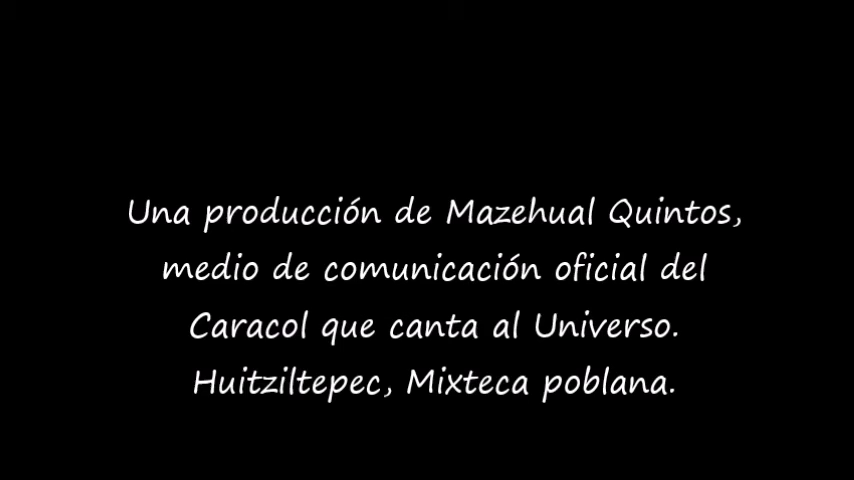 Una producción de Mazehual Quintos,
medio de comunicación oficial del
Caracol que canta al Universo.
Huitziltepec, Mixteca poblana.